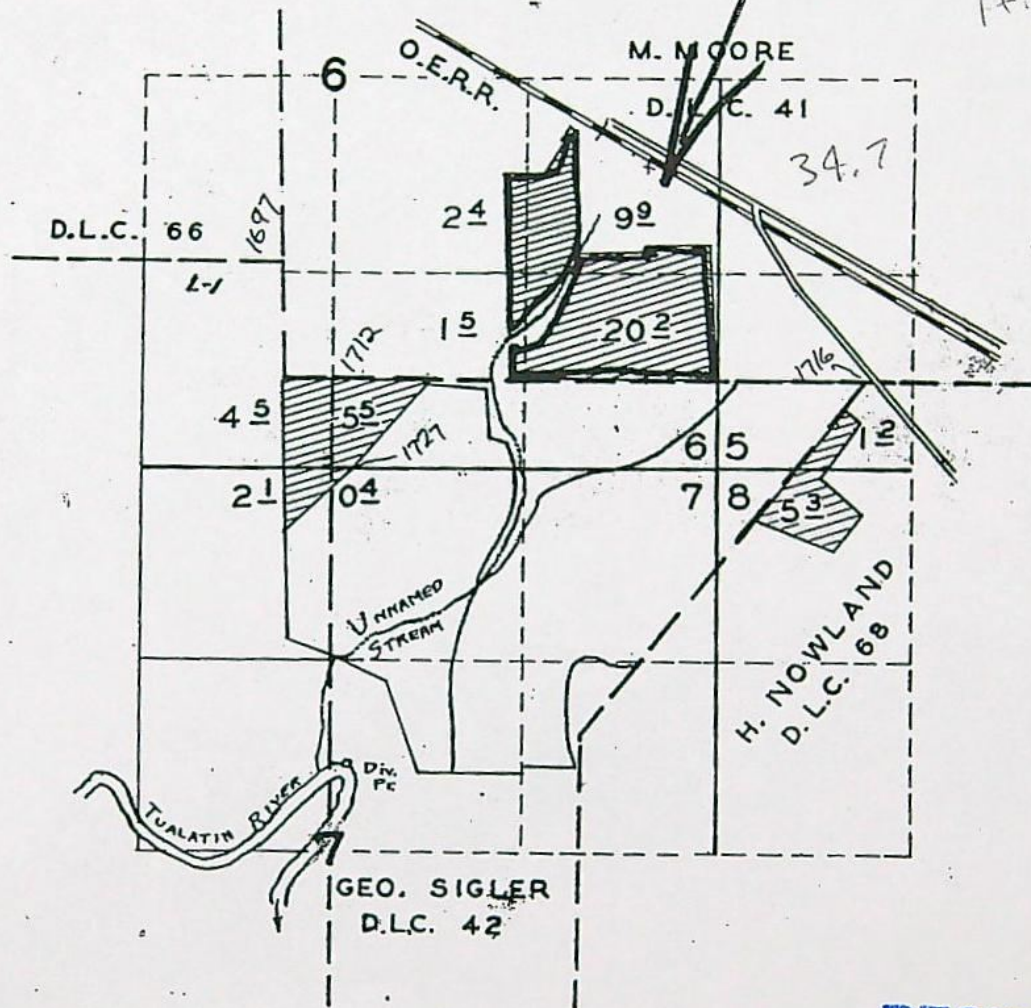 O.E.R.R.
M. MOORE
D.L.C. 41
6
34.7
2 4
9 9
D.L.C. 66
1697
L-1
1 5
20 2
1712
1716
4 5
5 5
1727
6 5
1 2
2 1
0 4
7 8
5 3
UNNAMED
STREAM
H. NOWLAND
D.L.C. 68
Div.
Pt
TUALATIN RIVER
7
GEO. SIGLER
D.L.C. 42